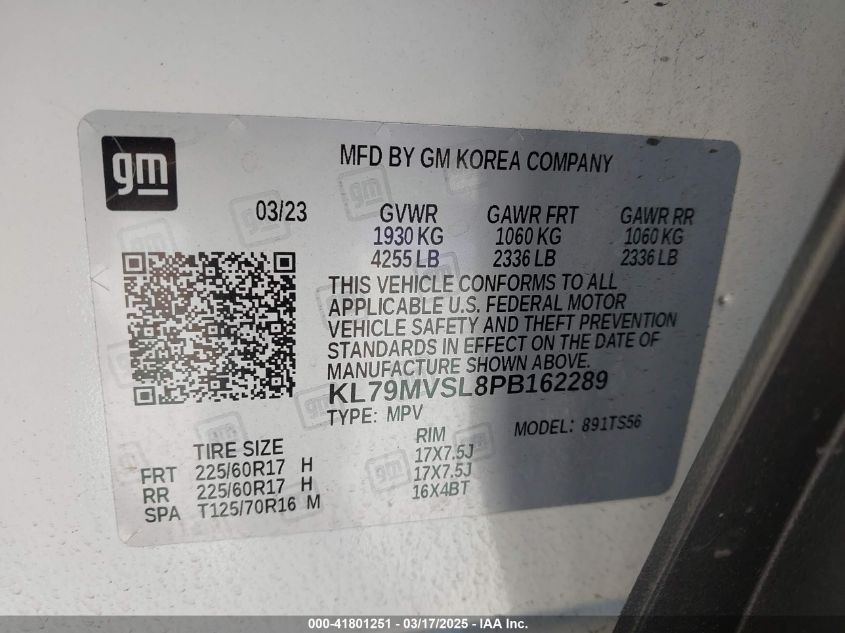 gm
MFD BY GM KOREA COMPANY
03/23 GVWR GAWR FRT GAWR RR
1930 KG 1060 KG 1060 KG
4255 LB 2336 LB 2336 LB
THIS VEHICLE CONFORMS TO ALL
APPLICABLE U.S. FEDERAL MOTOR
VEHICLE SAFETY AND THEFT PREVENTION
STANDARDS IN EFFECT ON THE DATE OF
MANUFACTURE SHOWN ABOVE.
KL79MVSL8PB162289
TYPE: MPV MODEL: 891TS56
TIRE SIZE RIM
FRT 225/60R17 H 17X7.5J
RR 225/60R17 H 17X7.5J
SPA T125/70R16 M 16X4BT
000-41801251 - 03/17/2025 - IAA Inc.